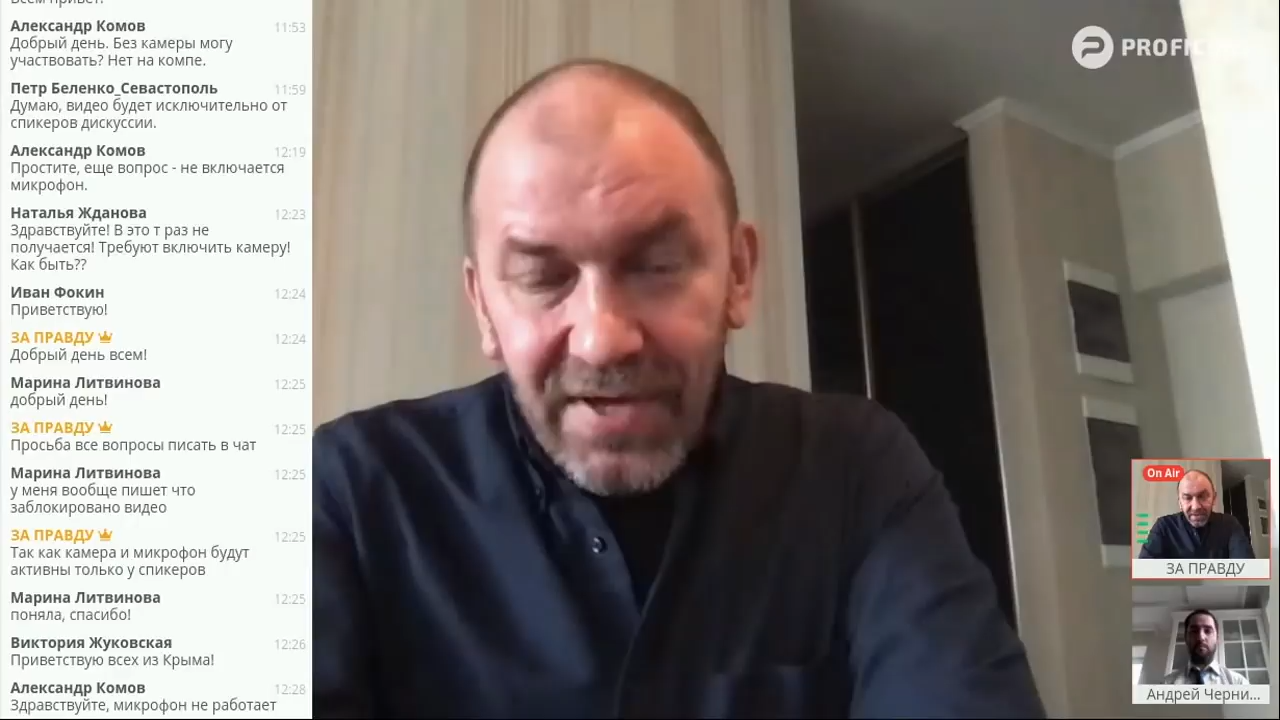 Александр Комов 11:53
Добрый день. Без камеры могу
участвовать? Нет на компе.
Петр Беленко_Севастополь 11:59
Думаю, видео будет исключительно от
спикеров дискуссии.
Александр Комов 12:19
Простите, еще вопрос - не включается
микрофон.
Наталья Жданова 12:23
Здравствуйте! В это т раз не
получается! Требуют включить камеру!
Как быть??
Иван Фокин 12:24
Приветствую!
ЗА ПРАВДУ 12:24
Добрый день всем!
Марина Литвинова 12:25
добрый день!
ЗА ПРАВДУ 12:25
Просьба все вопросы писать в чат
Марина Литвинова 12:25
у меня вообще пишет что
заблокировано видео
ЗА ПРАВДУ 12:25
Так как камера и микрофон будут
активны только у спикеров
Марина Литвинова 12:25
поняла, спасибо!
Виктория Жуковская 12:26
Приветствую всех из Крыма!
Александр Комов 12:28
Здравствуйте, микрофон не работает
On Air
ЗА ПРАВДУ
Андрей Черни...